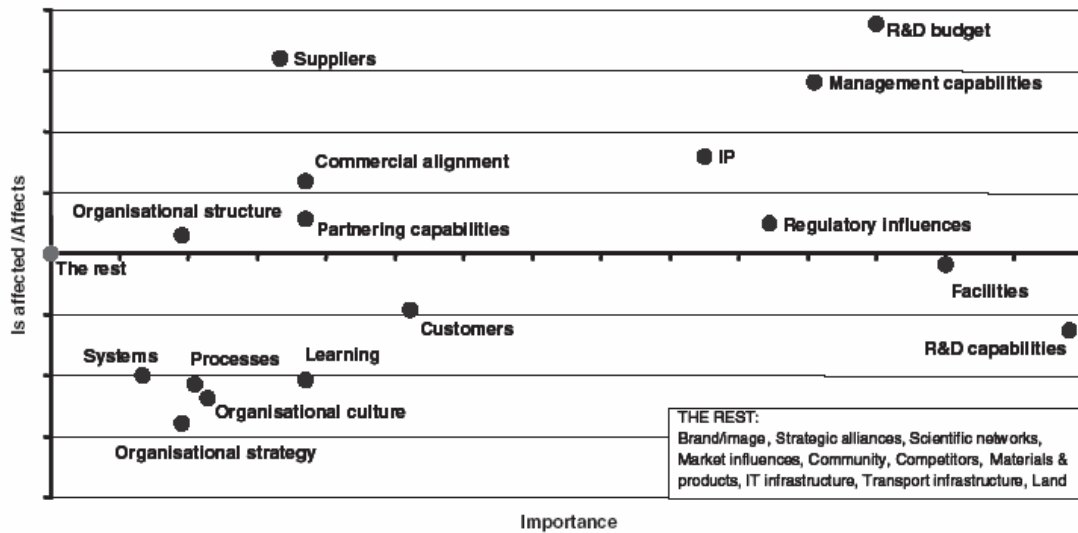 R&D budget
Suppliers
Management capabilities
Commercial alignment
IP
Organisational structure
Partnering capabilities
Regulatory influences
The rest
Facilities
Customers
R&D capabilities
Systems
Processes
Learning
Organisational culture
Organisational strategy
THE REST:
Brand/image, Strategic alliances, Scientific networks,
Market influences, Community, Competitors, Materials &
products, IT infrastructure, Transport infrastructure, Land
Is affected /Affects
Importance